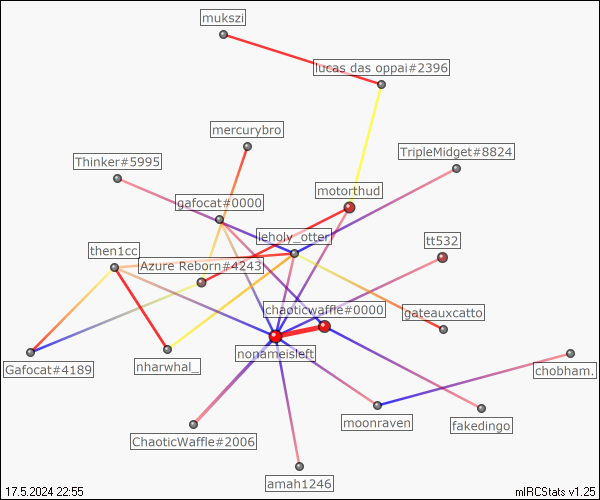 mukszi
lucas das oppai#2396
mercurybro
Thinker#5995
TripleMidget#8824
motorthud
gafocat#0000
leholy_otter
tt532
then1cc
Azure Reborn#4243
chaoticwaffle#0000
gateauxcatto
nonameisleft
Gafocat#4189
nharwhal_
chobham.
moonraven
fakedingo
ChaoticWaffle#2006
amah1246
17.5.2024 22:55
mIRCStats v1.25